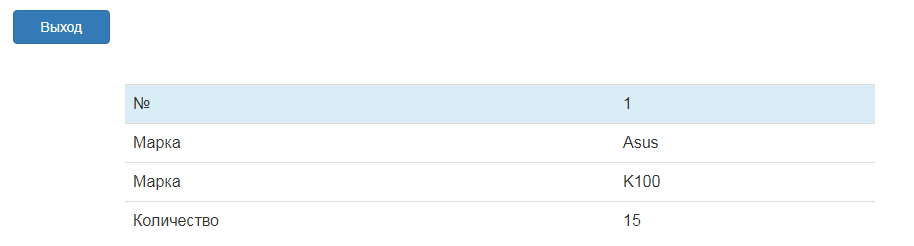 Выход
№ 1
Марка Asus
Марка K100
Количество 15